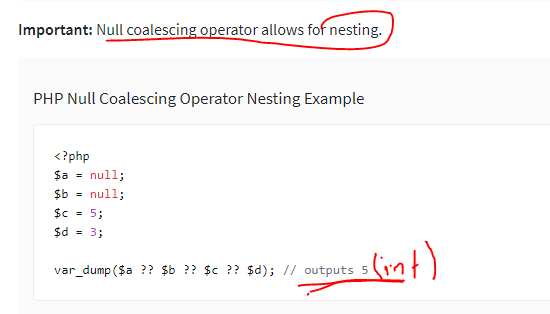 Important: Null coalescing operator allows for nesting.
PHP Null Coalescing Operator Nesting Example
<?php
$a = null;
$b = null;
$c = 5;
$d = 3;
var_dump($a ?? $b ?? $c ?? $d); // outputs 5 (int)